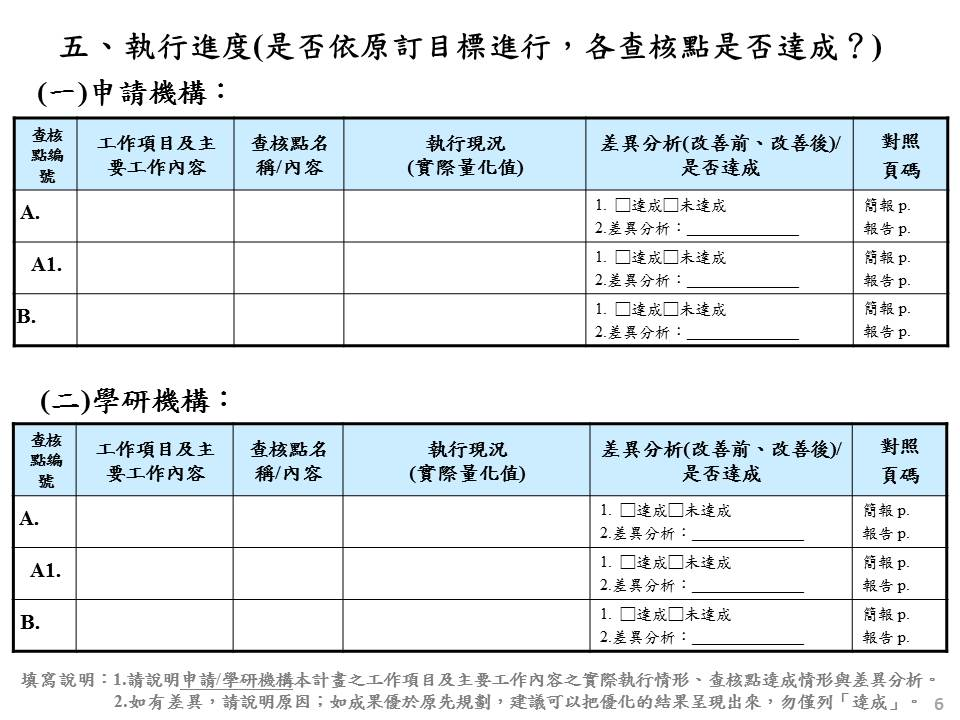 五、執行進度(是否依原訂目標進行，各查核點是否達成？)
(一)申請機構：
查核點編號 工作項目及主要工作內容 查核點名稱/內容 執行現況(實際量化值) 差異分析(改善前、改善後)/是否達成 對照頁碼
A. 1. □達成□未達成 簡報 p.
2.差異分析：______________ 報告 p.
A1. 1. □達成□未達成 簡報 p.
2.差異分析：______________ 報告 p.
B. 1. □達成□未達成 簡報 p.
2.差異分析：______________ 報告 p.
(二)學研機構：
查核點編號 工作項目及主要工作內容 查核點名稱/內容 執行現況(實際量化值) 差異分析(改善前、改善後)/是否達成 對照頁碼
A. 1. □達成□未達成 簡報 p.
2.差異分析：______________ 報告 p.
A1. 1. □達成□未達成 簡報 p.
2.差異分析：______________ 報告 p.
B. 1. □達成□未達成 簡報 p.
2.差異分析：______________ 報告 p.
填寫說明：1.請說明申請/學研機構本計畫之工作項目及主要工作內容之實際執行情形、查核點達成情形與差異分析。
2.如有差異，請說明原因；如成果優於原先規劃，建議可以把優化的結果呈現出來，勿僅列「達成」。
6